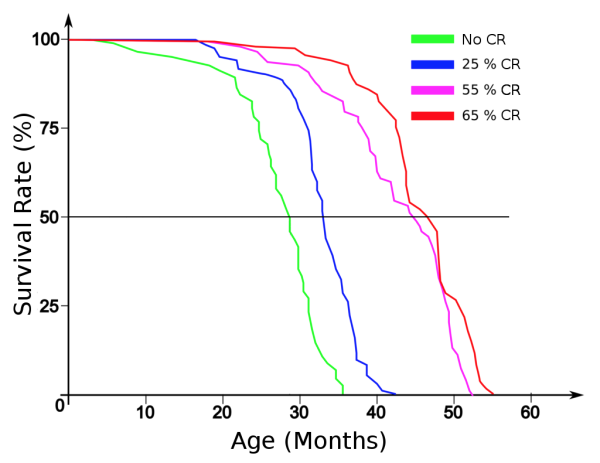 100
75
50
25
0
10 20 30 40 50 60
Survival Rate (%)
Age (Months)
No CR
25 % CR
55 % CR
65 % CR